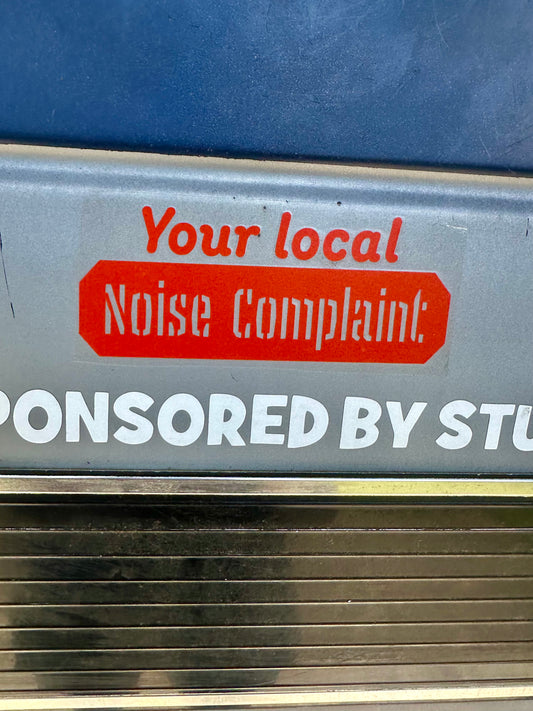 Your local
Noise Complaint
PONSORED BY STU